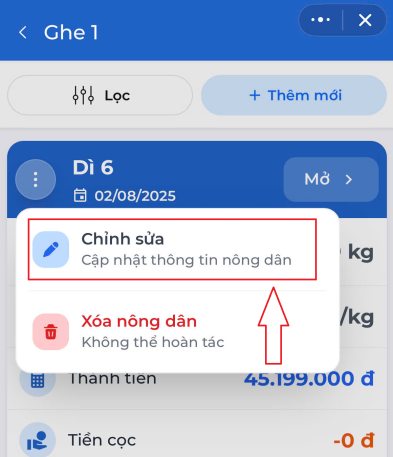 Ghe 1
Lọc
+ Thêm mới
Dì 6
02/08/2025
Mở
Chỉnh sửa
Cập nhật thông tin nông dân
kg
Xóa nông dân
Không thể hoàn tác
/kg
Thành tiền
45.199.000 đ
Tiền cọc
-0 đ